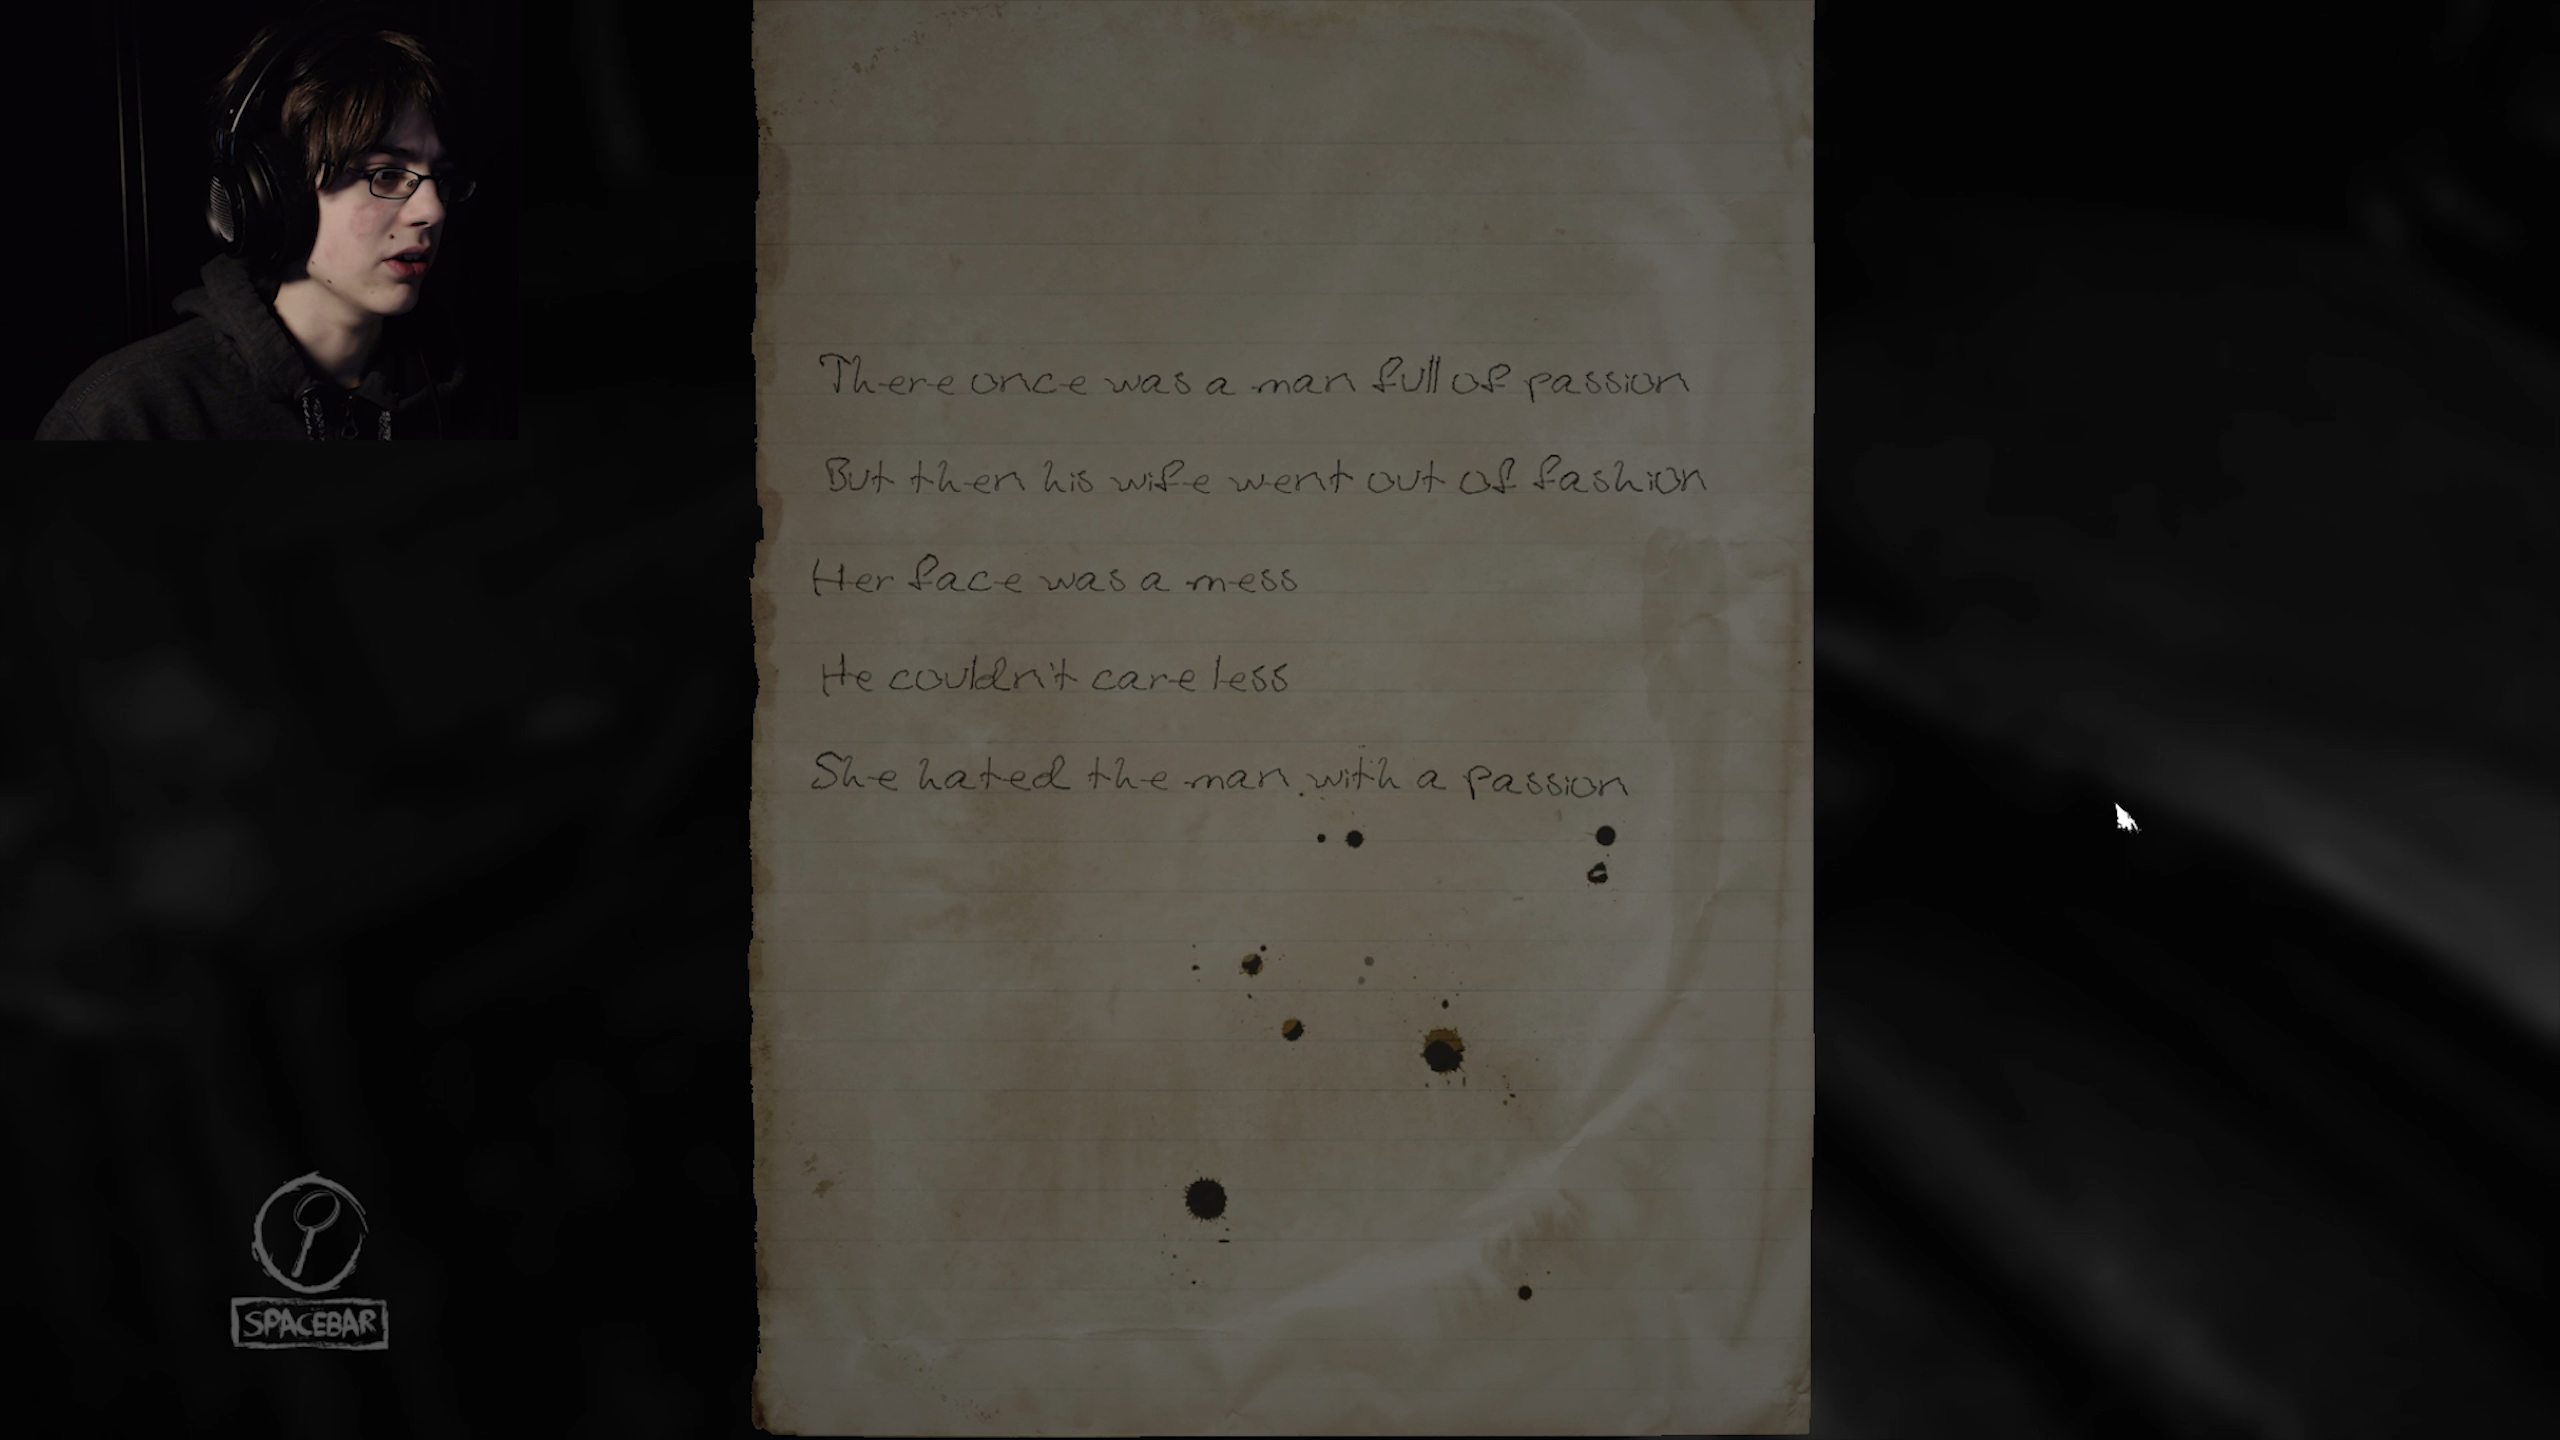 There once was a man full of passion
But then his wife went out of fashion
Her face was a mess
He couldn't care less
She hated the man with a passion
SPACEBAR